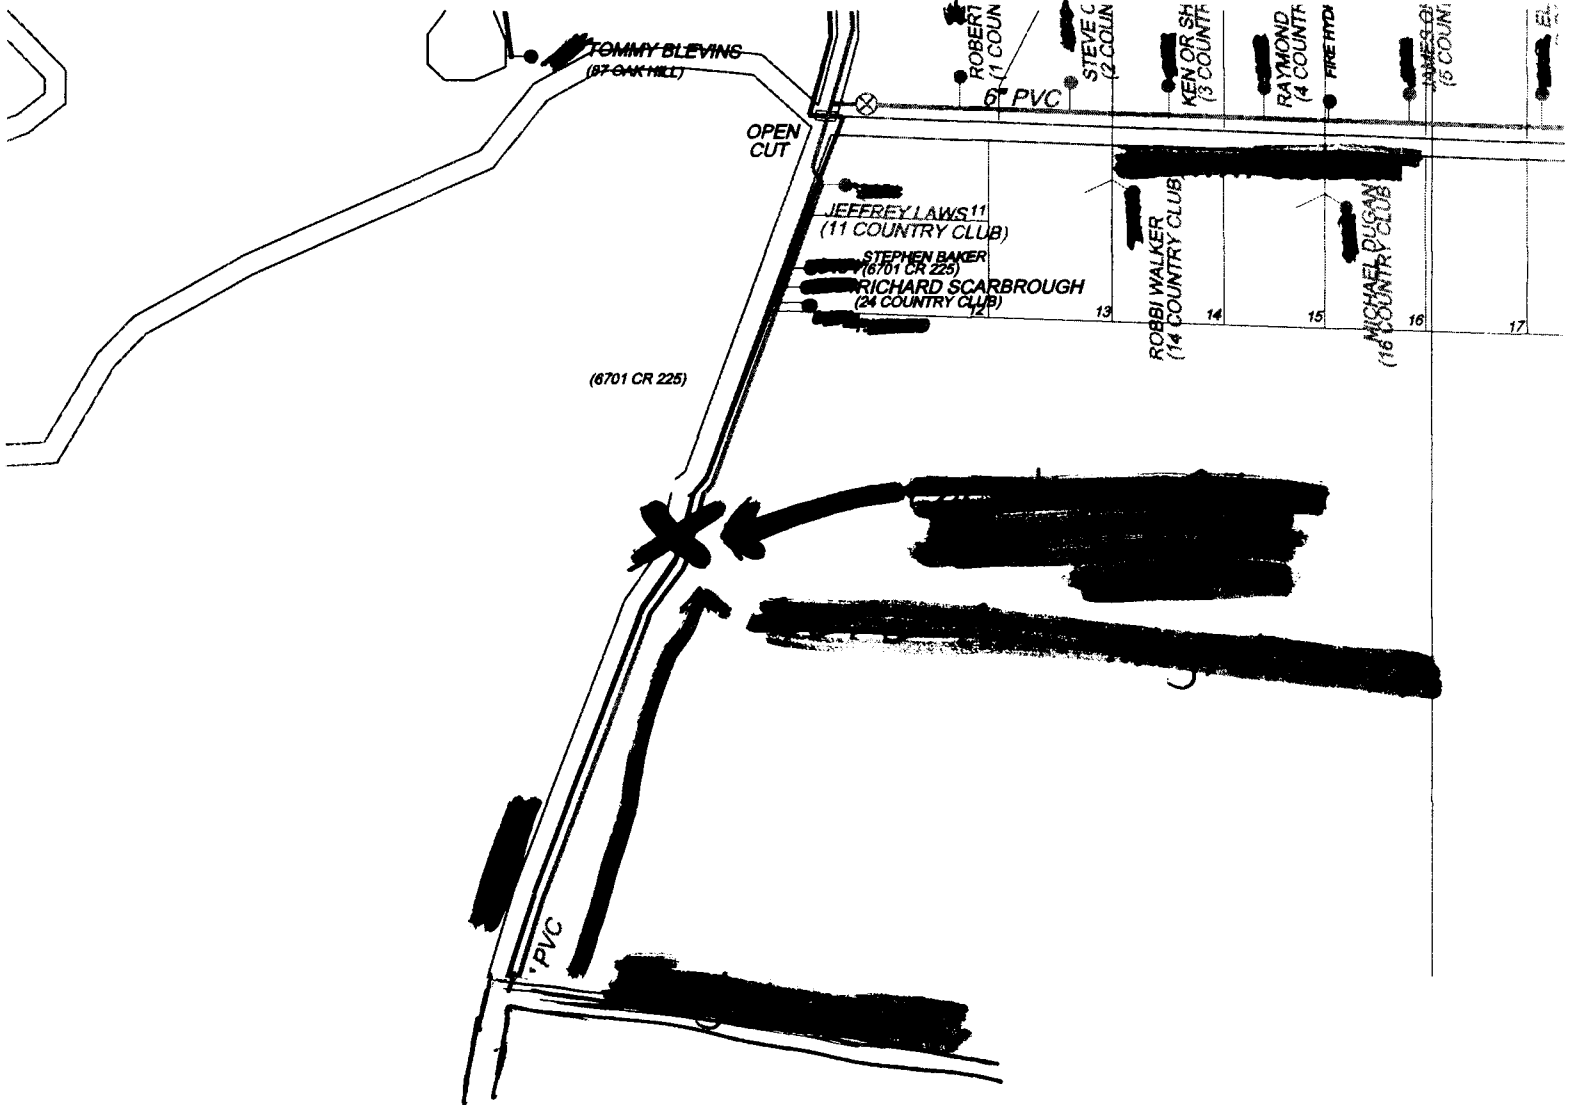 TOMMY BLEVINS
(87 OAK HILL)
OPEN
CUT
6" PVC
ROBERT
(1 COUN
STEVE C
(2 COUN
KEN OR SH
(3 COUNTR
RAYMOND
(4 COUNTR
FIRE HYD
JAMES
(5 COUNT
EL
JEFFREY LAWS 11
(11 COUNTRY CLUB)
STEPHEN BAKER
(6701 CR 225)
RICHARD SCARBROUGH
(24 COUNTRY CLUB)
12
13
ROBBI WALKER
(14 COUNTRY CLUB)
14
15
MICHAEL DUGAN
(16 COUNTRY CLUB)
16
17
(6701 CR 225)
PVC